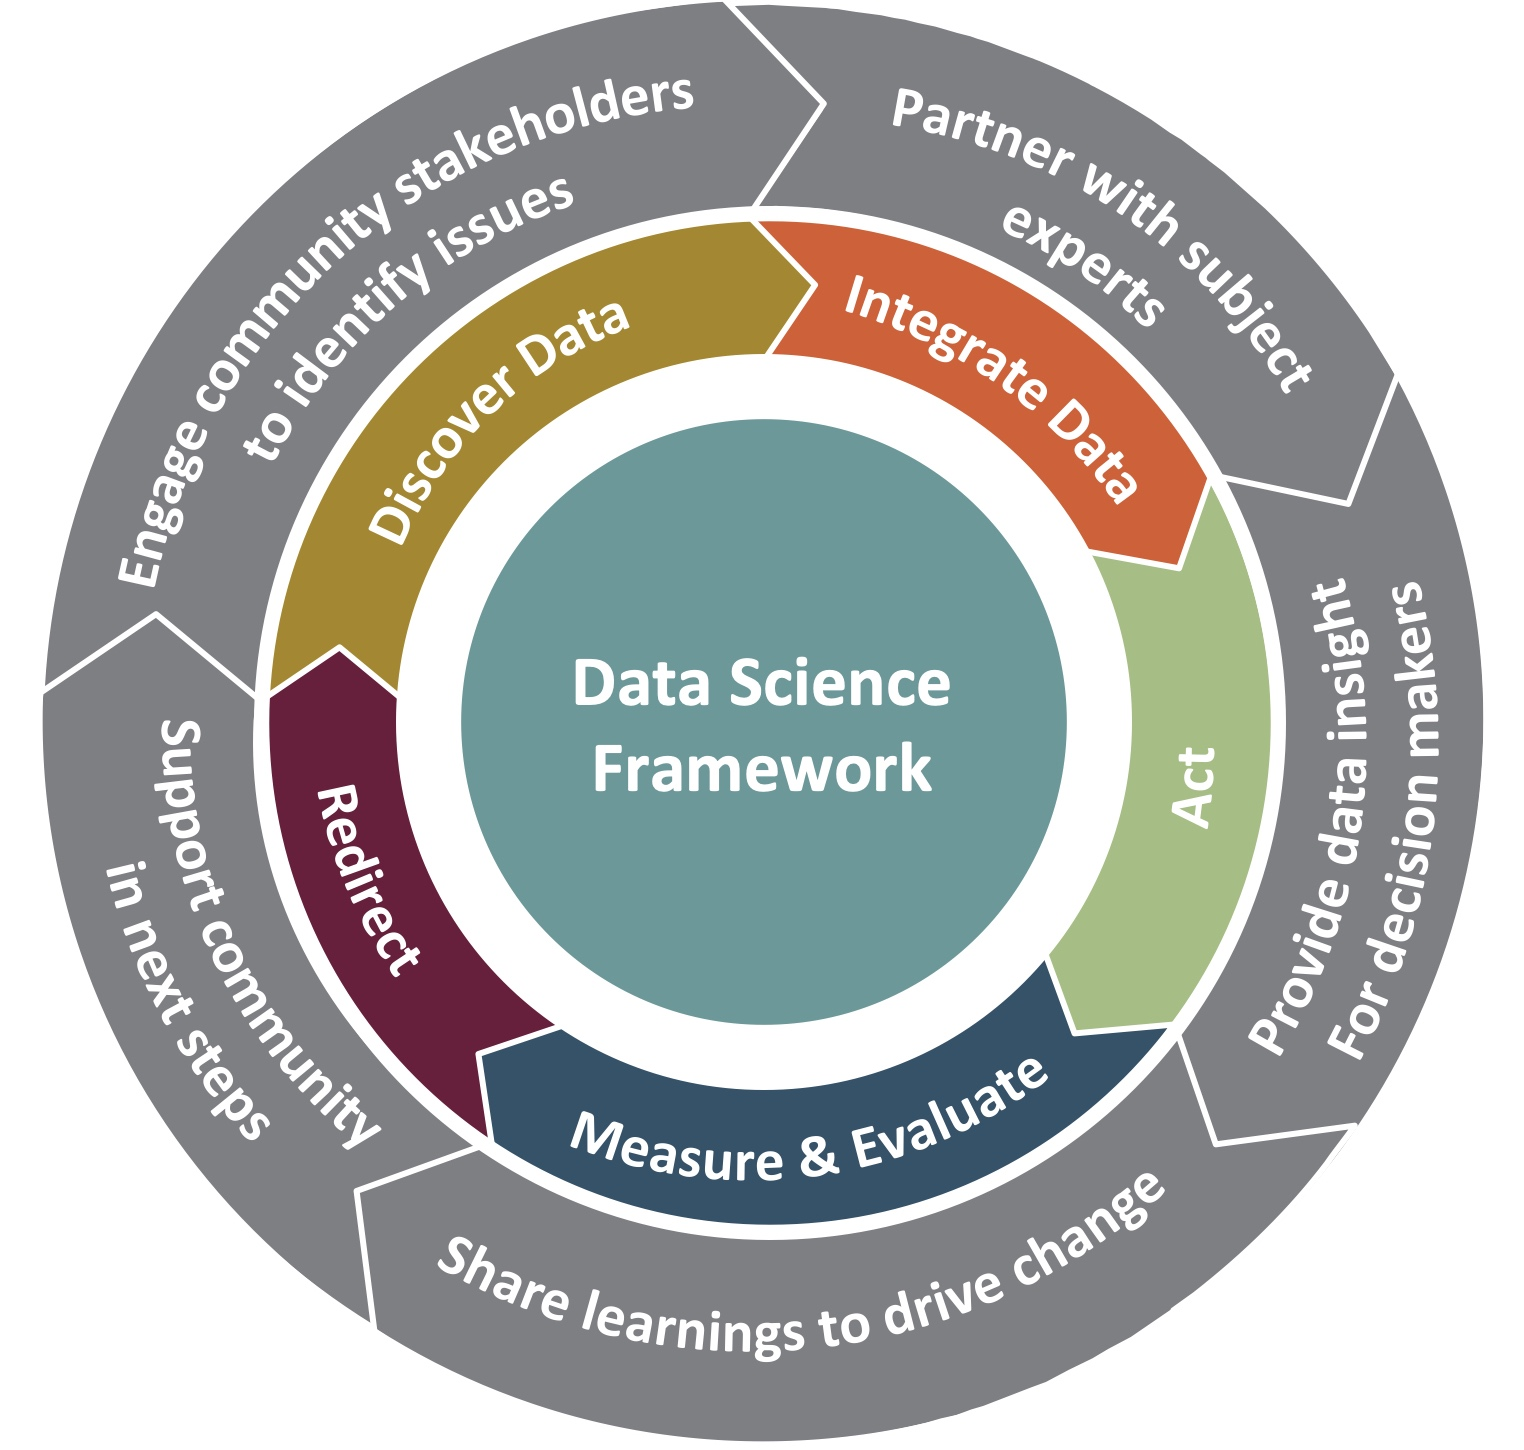 Engage community stakeholders
to identify issues
Partner with subject
experts
Provide data insight
For decision makers
Share learnings to drive change
Support community
in next steps
Discover Data
Integrate Data
Act
Measure & Evaluate
Redirect
Data Science
Framework